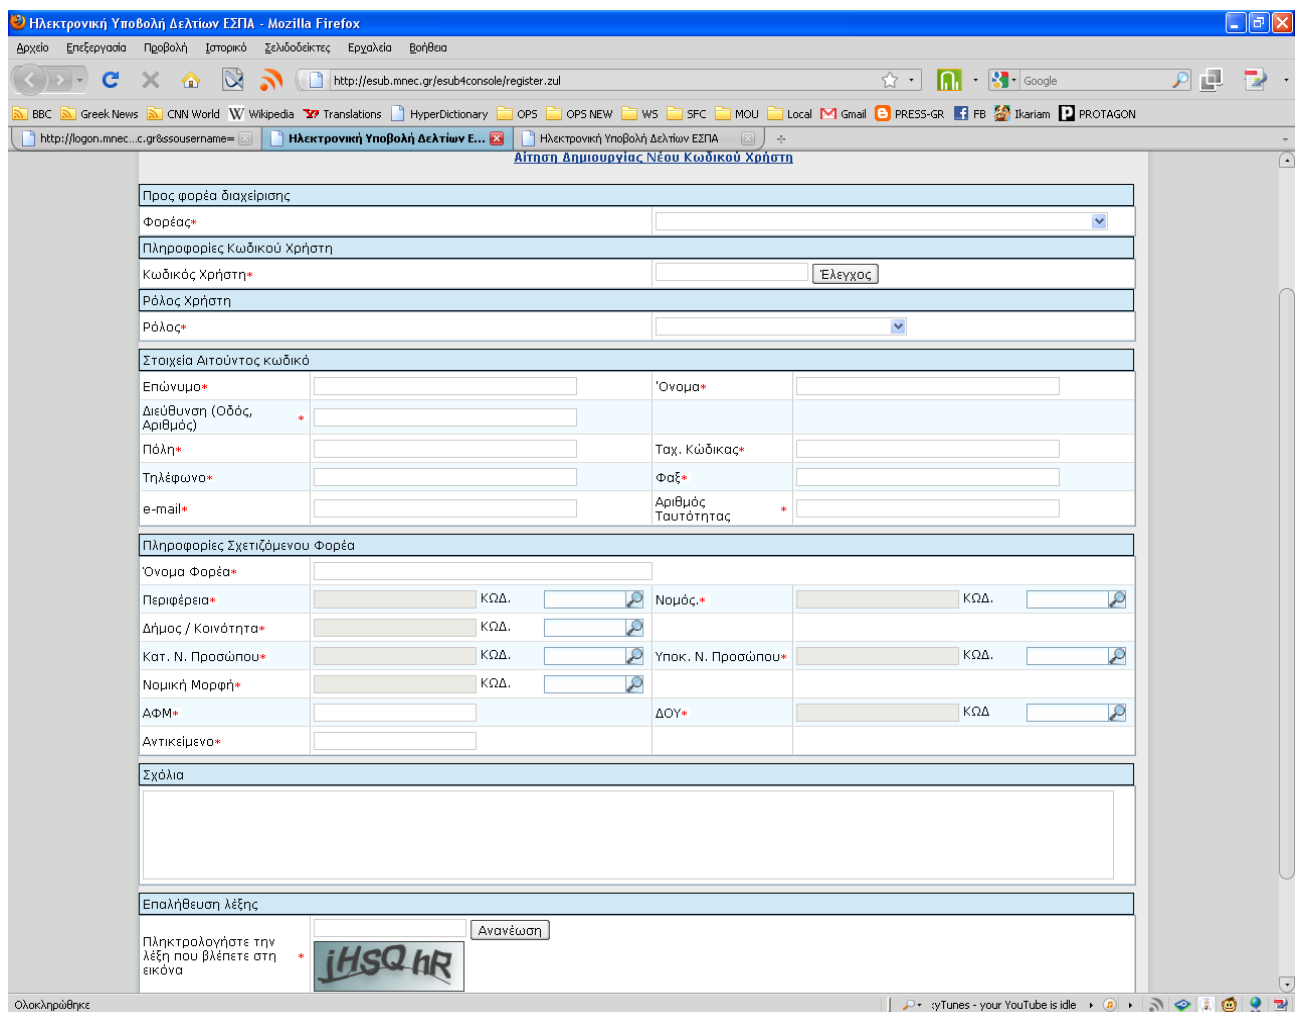 Ηλεκτρονική Υποβολή Δελτίων ΕΣΠΑ - Mozilla Firefox
Αρχείο Επεξεργασία Προβολή Ιστορικό Σελιδοδείκτες Εργαλεία Βοήθεια
http://esub.mnec.gr/esub4console/register.zul Google
BBC Greek News CNN World Wikipedia Translations HyperDictionary OPS OPS NEW WS SFC MOU Local Gmail PRESS-GR FB Ikariam PROTAGON
http://logon.mnec...c.gr&ssousername= Ηλεκτρονική Υποβολή Δελτίων Ε... Ηλεκτρονική Υποβολή Δελτίων ΕΣΠΑ
Αίτηση Δημιουργίας Νέου Κωδικού Χρήστη
Προς φορέα διαχείρισης
Φορέας*
Πληροφορίες Κωδικού Χρήστη
Κωδικός Χρήστη* Έλεγχος
Ρόλος Χρήστη
Ρόλος*
Στοιχεία Αιτούντος κωδικό
Επώνυμο* Όνομα*
Διεύθυνση (Οδός, Αριθμός) *
Πόλη* Ταχ. Κώδικας*
Τηλέφωνο* Φαξ*
e-mail* Αριθμός Ταυτότητας *
Πληροφορίες Σχετιζόμενου Φορέα
Όνομα Φορέα*
Περιφέρεια* ΚΩΔ. Νομός.* ΚΩΔ.
Δήμος / Κοινότητα* ΚΩΔ.
Κατ. Ν. Προσώπου* ΚΩΔ. Υποκ. Ν. Προσώπου* ΚΩΔ.
Νομική Μορφή* ΚΩΔ.
ΑΦΜ* ΔΟΥ* ΚΩΔ
Αντικείμενο*
Σχόλια
Επαλήθευση λέξης
Πληκτρολογήστε την
λέξη που βλέπετε στη *
εικόνα
Ανανέωση
jHSQhR
Ολοκληρώθηκε
yTunes - your YouTube is idle